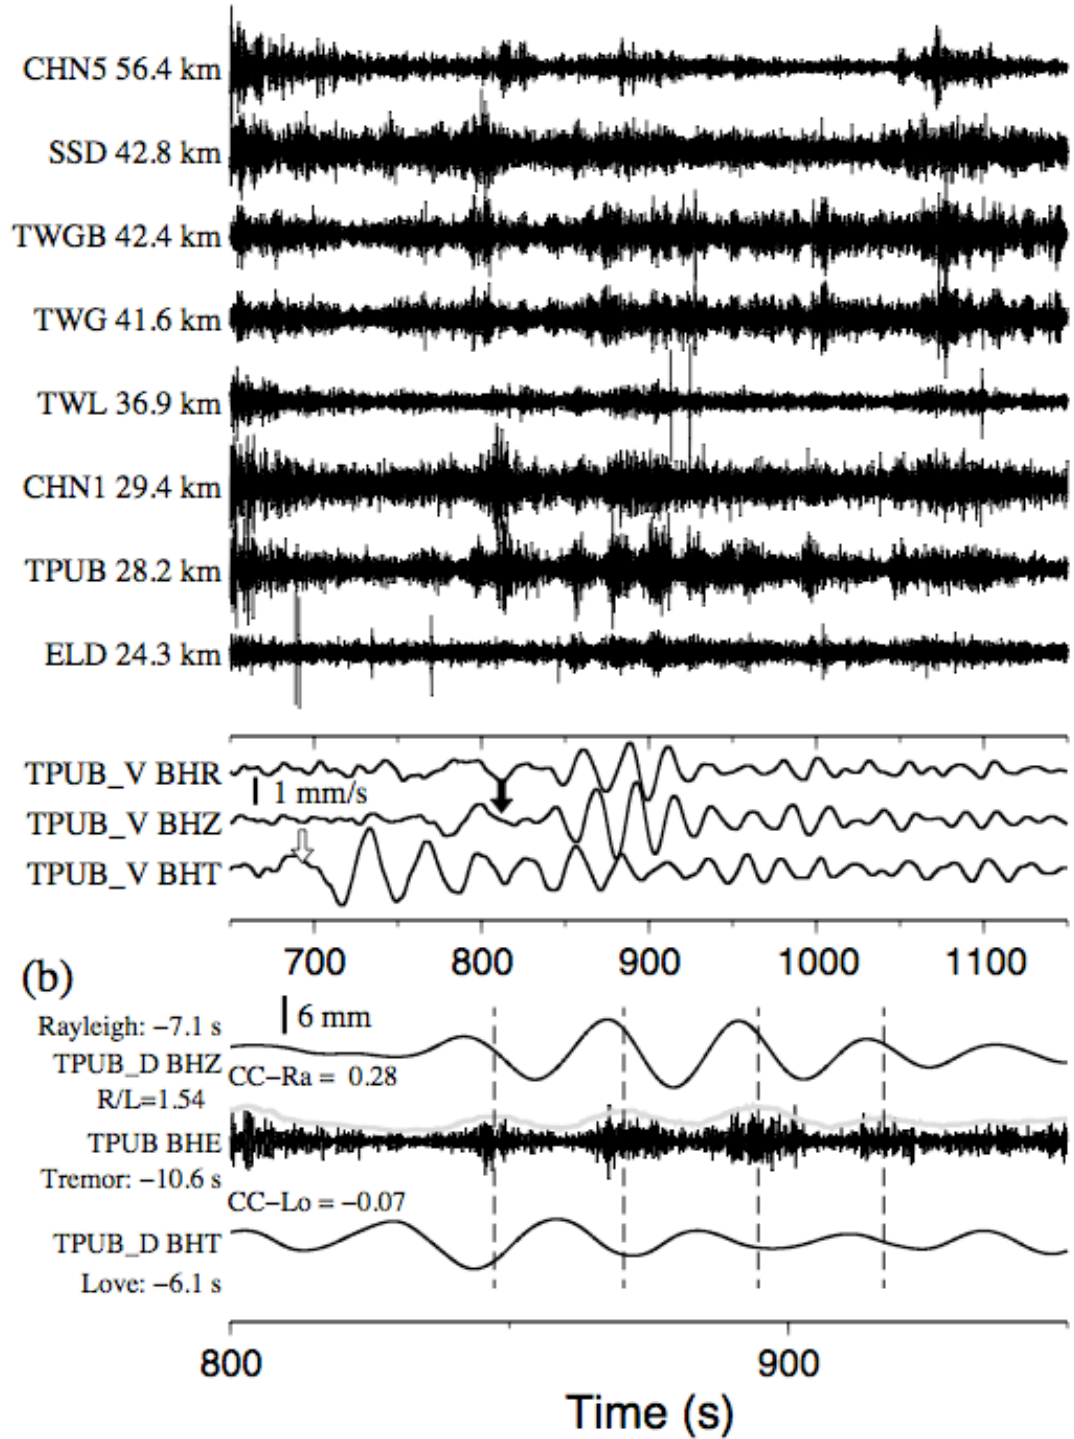 CHN5 56.4 km
SSD 42.8 km
TWGB 42.4 km
TWG 41.6 km
TWL 36.9 km
CHN1 29.4 km
TPUB 28.2 km
ELD 24.3 km
TPUB_V BHR
1 mm/s
TPUB_V BHZ
TPUB_V BHT
700 800 900 1000 1100
(b)
6 mm
Rayleigh: −7.1 s
TPUB_D BHZ
CC−Ra = 0.28
R/L=1.54
TPUB BHE
Tremor: −10.6 s
CC−Lo = −0.07
TPUB_D BHT
Love: −6.1 s
800 900
Time (s)